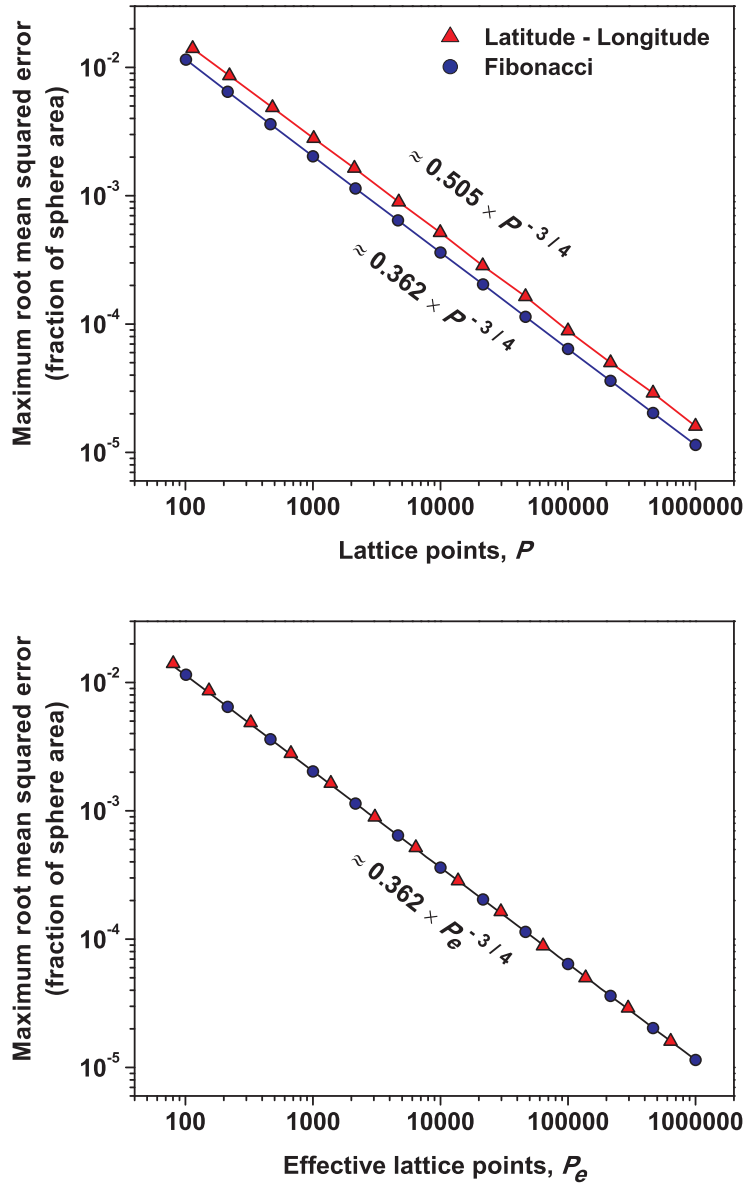 Latitude - Longitude
Fibonacci
Maximum root mean squared error
(fraction of sphere area)
10-2
10-3
10-4
10-5
≈ 0.505 × P -3/4
≈ 0.362 × P -3/4
100 1000 10000 100000 1000000
Lattice points, P
Maximum root mean squared error
(fraction of sphere area)
10-2
10-3
10-4
10-5
≈ 0.362 × Pe -3/4
100 1000 10000 100000 1000000
Effective lattice points, Pe